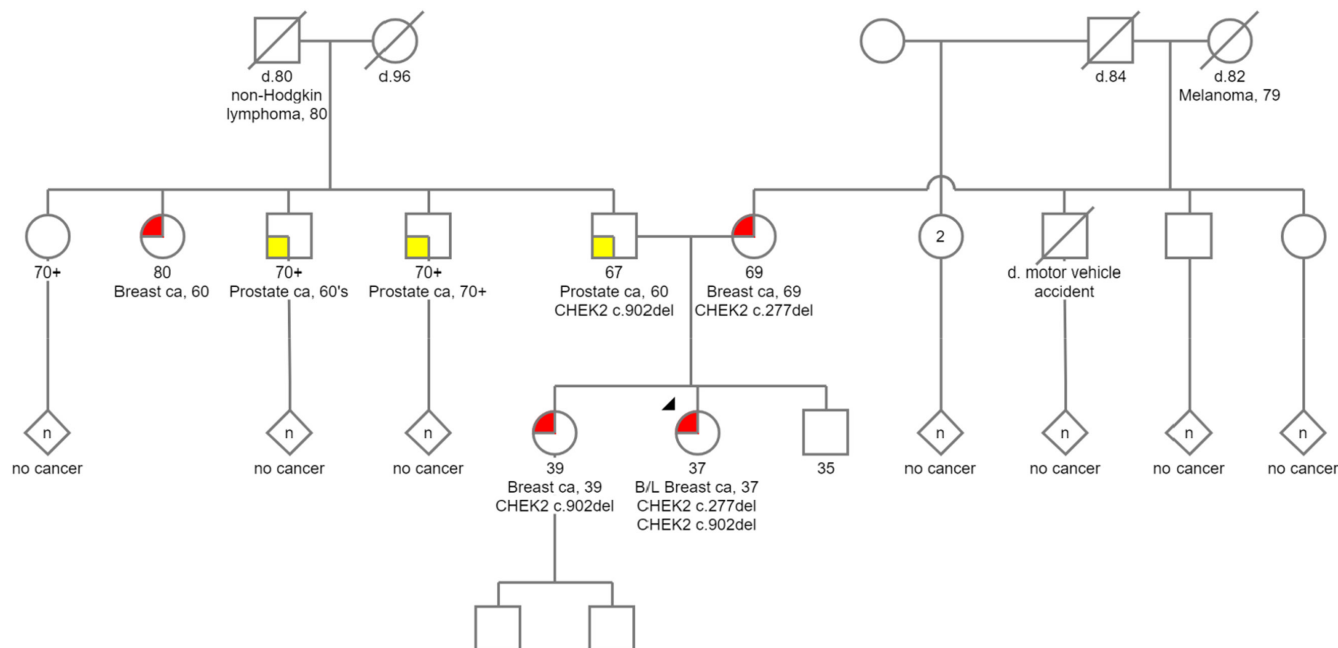 d.80
non-Hodgkin
lymphoma, 80
d.96
d.84
d.82
Melanoma, 79
70+
80
Breast ca, 60
70+
Prostate ca, 60's
70+
Prostate ca, 70+
67
Prostate ca, 60
CHEK2 c.902del
69
Breast ca, 69
CHEK2 c.277del
2
d. motor vehicle
accident
n
no cancer
n
no cancer
n
no cancer
39
Breast ca, 39
CHEK2 c.902del
37
B/L Breast ca, 37
CHEK2 c.277del
CHEK2 c.902del
35
n
no cancer
n
no cancer
n
no cancer
n
no cancer